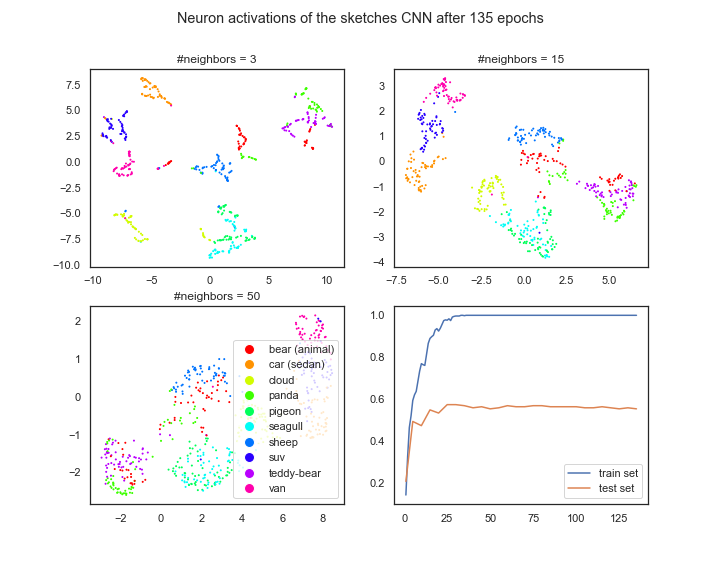 Neuron activations of the sketches CNN after 135 epochs
#neighbors = 3
7.5
5.0
2.5
0.0
−2.5
−5.0
−7.5
−10.0
−10 −5 0 5 10
#neighbors = 15
3
2
1
0
−1
−2
−3
−4
−7.5 −5.0 −2.5 0.0 2.5 5.0
#neighbors = 50
2
1
0
−1
−2
−2 0 2 4 6 8
bear (animal)
car (sedan)
cloud
panda
pigeon
seagull
sheep
suv
teddy-bear
van
1.0
0.8
0.6
0.4
0.2
0 25 50 75 100 125
train set
test set